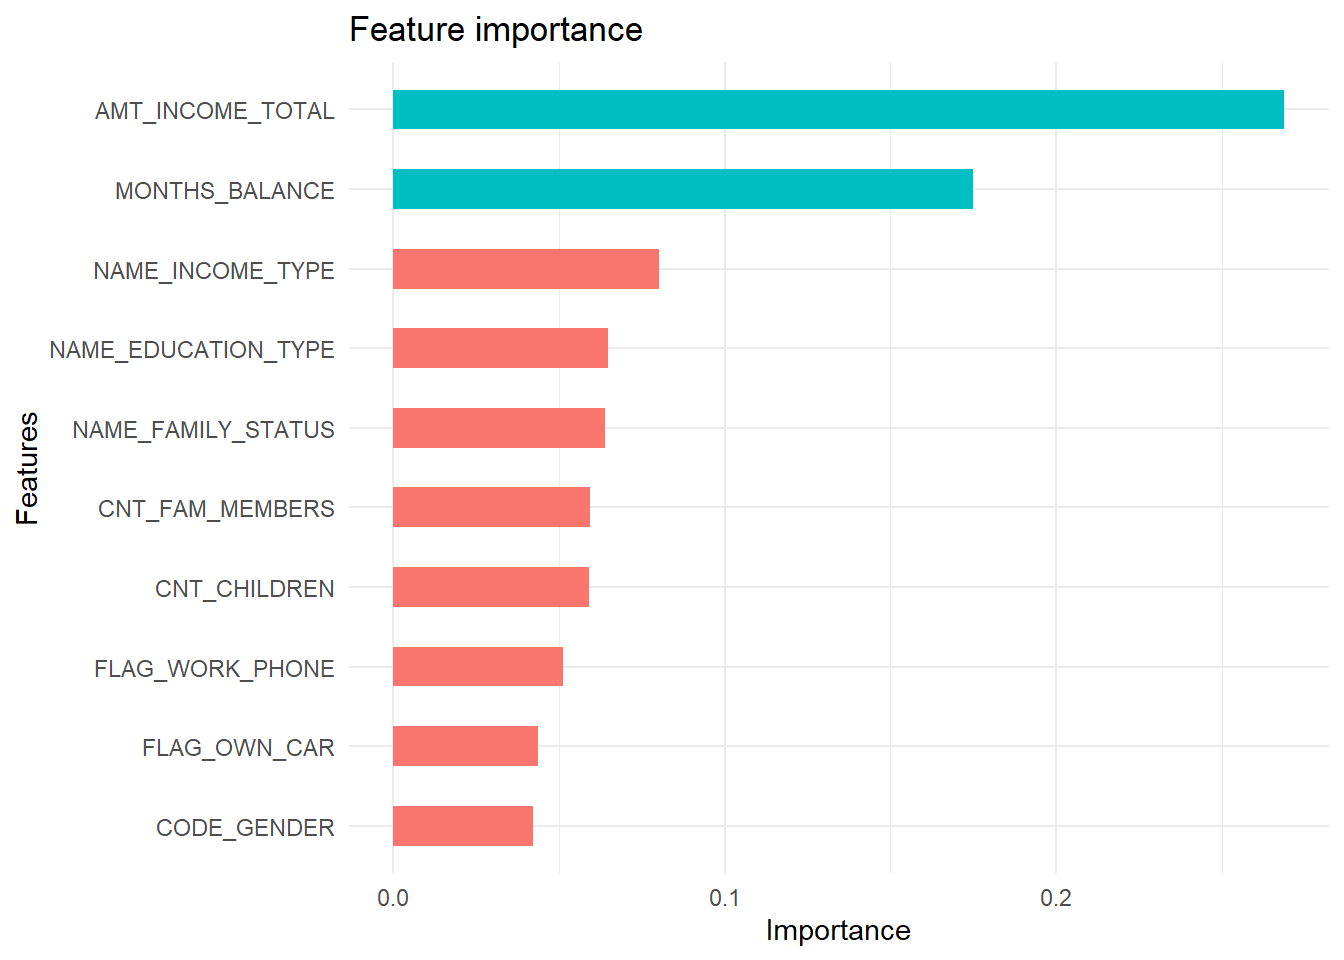 Feature importance
AMT_INCOME_TOTAL
MONTHS_BALANCE
NAME_INCOME_TYPE
NAME_EDUCATION_TYPE
NAME_FAMILY_STATUS
CNT_FAM_MEMBERS
CNT_CHILDREN
FLAG_WORK_PHONE
FLAG_OWN_CAR
CODE_GENDER
Features
0.0 0.1 0.2
Importance